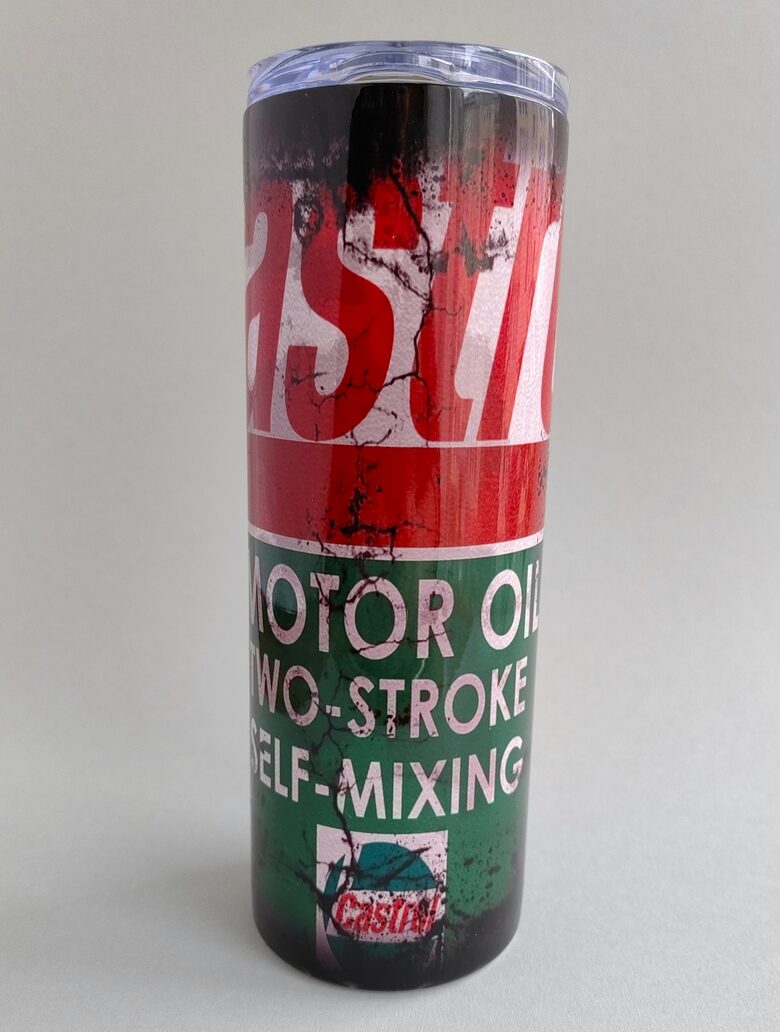 astro
MOTOR OIL
TWO-STROKE
SELF-MIXING
Castrol